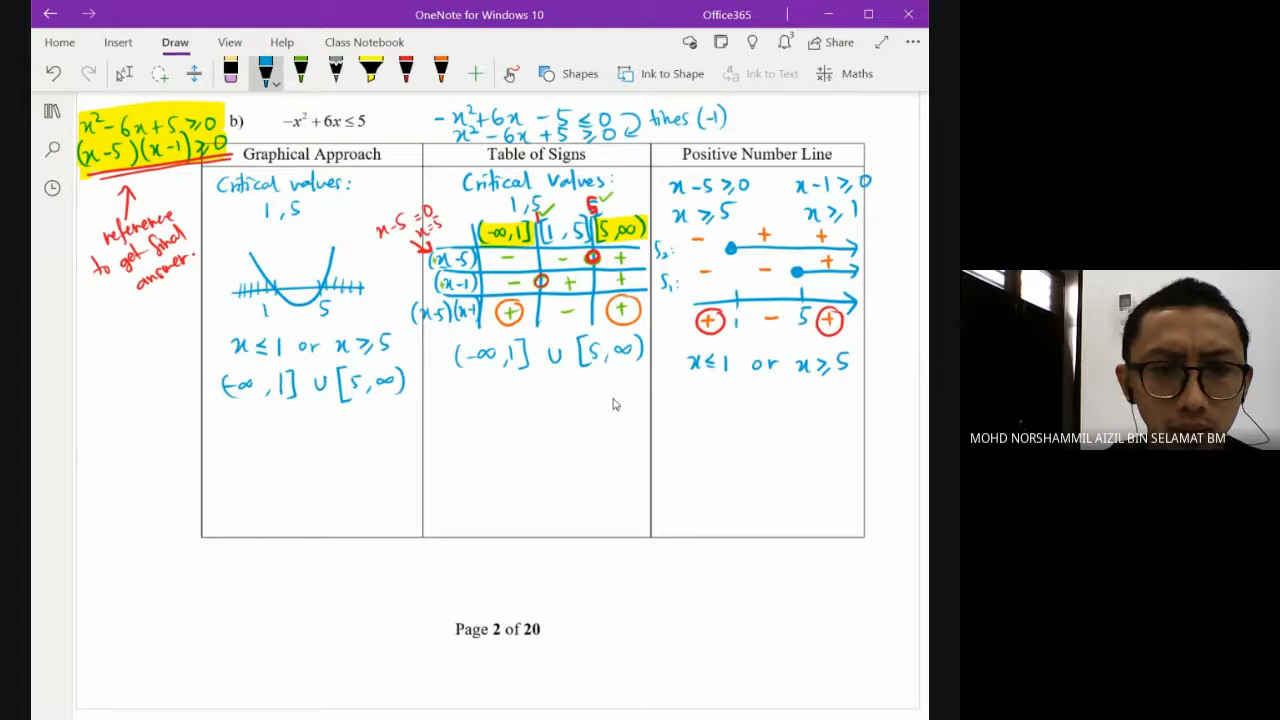 OneNote for Windows 10
Office365
Home Insert Draw View Help Class Notebook
3
Share
Shapes
Ink to Shape
Ink to Text
Maths
x² - 6x + 5 ≥ 0
(x-5)(x-1) ≥ 0
reference
to get final
answer.
b) −x² + 6x ≤ 5
- x² + 6x - 5 ≤ 0
x² - 6x + 5 ≥ 0
times (-1)
Graphical Approach
Critical values:
1, 5
1 5
x ≤ 1 or x ≥ 5
(-∞, 1] ∪ [5, ∞)
Table of Signs
Critical Values:
1, 5 ✓
x-5 = 0
x = 5
1 5 ✓
(-∞, 1] [1, 5] [5, ∞)
(+x-5) - - +
(+x-1) - + +
(x-5)(x-1) + - +
(-∞, 1] ∪ [5, ∞)
Positive Number Line
x-5 ≥ 0 x-1 ≥ 0
x ≥ 5 x ≥ 1
- + +
S₂:
- - +
S₁:
+ 1 - 5 +
x ≤ 1 or x ≥ 5
Page 2 of 20
MOHD NORSHAMMIL AIZIL BIN SELAMAT BM